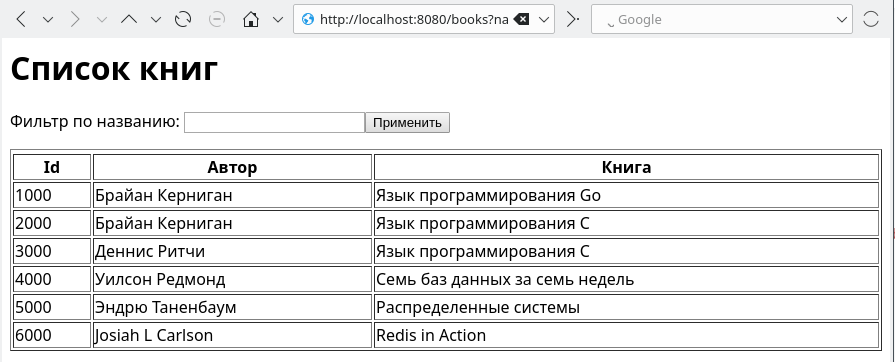 http://localhost:8080/books?na
Google
Список книг
Фильтр по названию: Применить
Id Автор Книга
1000 Брайан Керниган Язык программирования Go
2000 Брайан Керниган Язык программирования C
3000 Деннис Ритчи Язык программирования C
4000 Уилсон Редмонд Семь баз данных за семь недель
5000 Эндрю Таненбаум Распределенные системы
6000 Josiah L Carlson Redis in Action